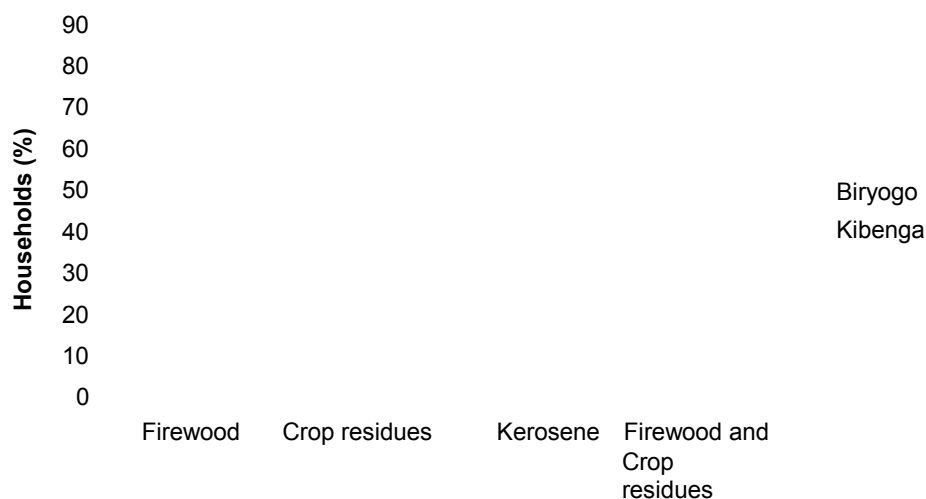 90
80
70
60
50
40
30
20
10
0
Households (%)
Firewood
Crop residues
Kerosene
Firewood and
Crop
residues
Biryogo
Kibenga